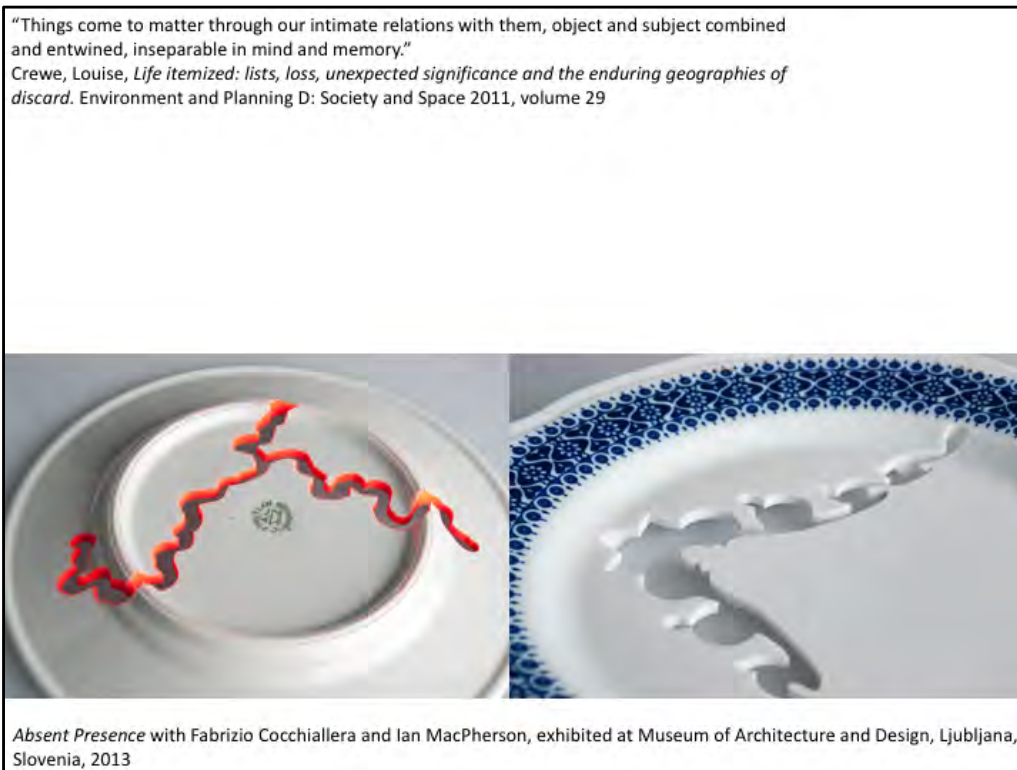 “Things come to matter through our intimate relations with them, object and subject combined
and entwined, inseparable in mind and memory.”
Crewe, Louise, Life itemized: lists, loss, unexpected significance and the enduring geographies of
discard. Environment and Planning D: Society and Space 2011, volume 29
Absent Presence with Fabrizio Cocchiallera and Ian MacPherson, exhibited at Museum of Architecture and Design, Ljubljana,
Slovenia, 2013